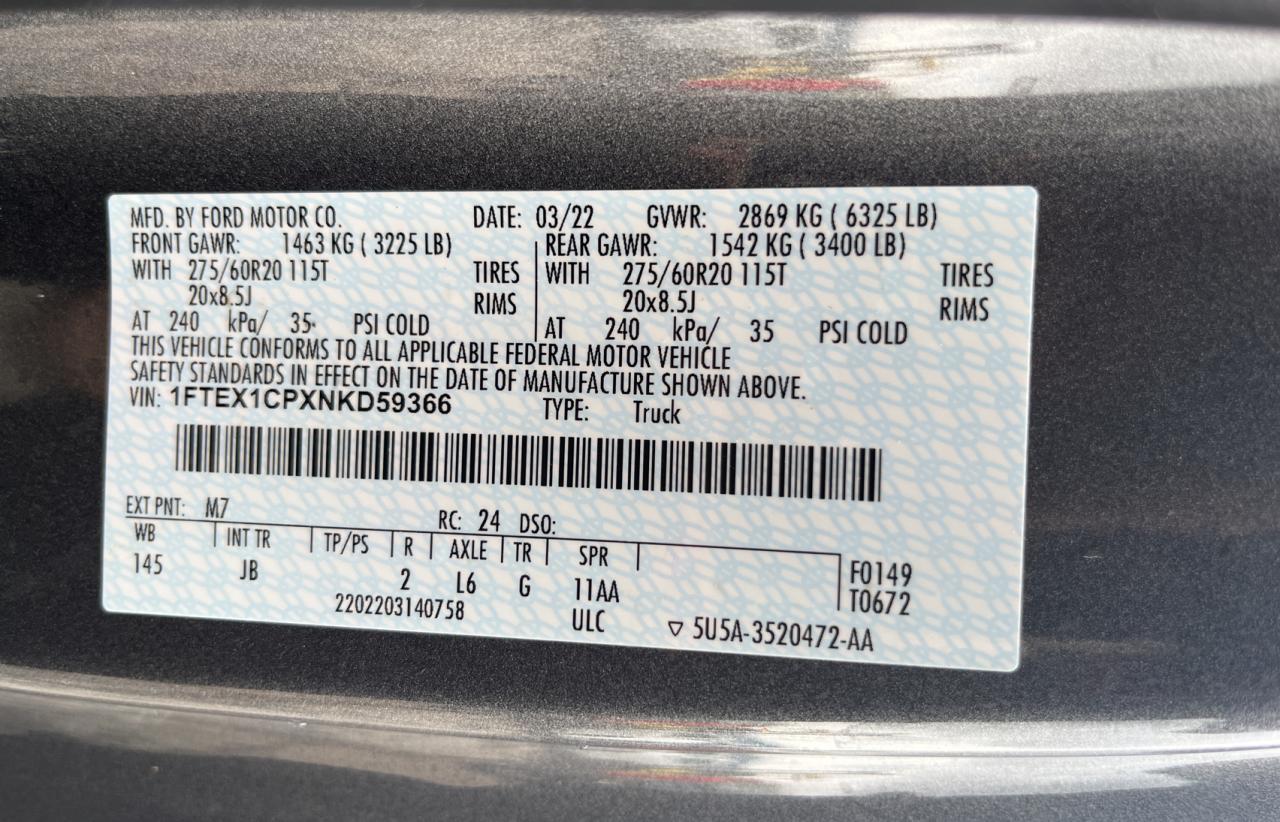 MFD. BY FORD MOTOR CO. DATE: 03/22 GVWR: 2869 KG ( 6325 LB)
FRONT GAWR: 1463 KG ( 3225 LB) REAR GAWR: 1542 KG ( 3400 LB)
WITH 275/60R20 115T TIRES WITH 275/60R20 115T TIRES
20x8.5J RIMS 20x8.5J RIMS
AT 240 kPa/ 35 PSI COLD AT 240 kPa/ 35 PSI COLD
THIS VEHICLE CONFORMS TO ALL APPLICABLE FEDERAL MOTOR VEHICLE
SAFETY STANDARDS IN EFFECT ON THE DATE OF MANUFACTURE SHOWN ABOVE.
VIN: 1FTEX1CPXNKD59366 TYPE: Truck
EXT PNT: M7 RC: 24 DSO:
WB INT TR TP/PS R AXLE TR SPR
145 JB 2 L6 G 11AA F0149
T0672
2202203140758 ULC ▽ 5U5A-3520472-AA